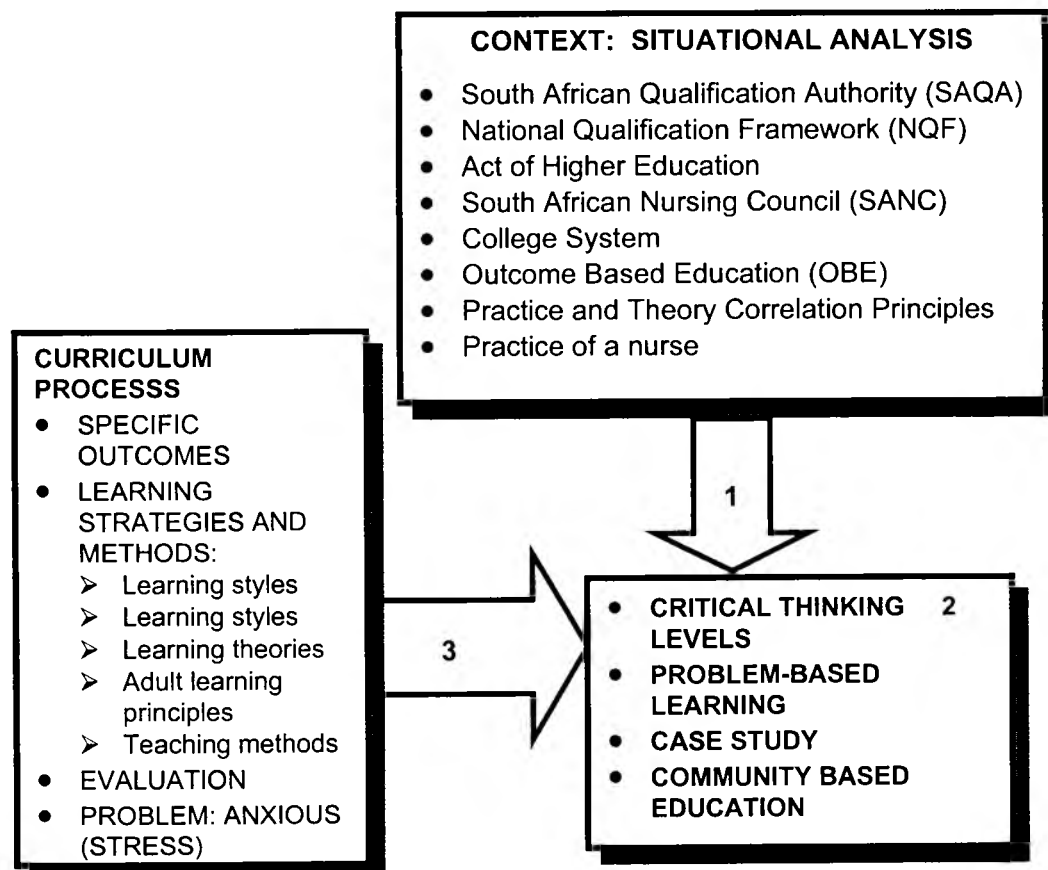 CONTEXT: SITUATIONAL ANALYSIS
• South African Qualification Authority (SAQA)
• National Qualification Framework (NQF)
• Act of Higher Education
• South African Nursing Council (SANC)
• College System
• Outcome Based Education (OBE)
• Practice and Theory Correlation Principles
• Practice of a nurse
1
CURRICULUM
PROCESSS
• SPECIFIC
OUTCOMES
• LEARNING
STRATEGIES AND
METHODS:
➢ Learning styles
➢ Learning styles
➢ Learning theories
➢ Adult learning
principles
➢ Teaching methods
• EVALUATION
• PROBLEM: ANXIOUS
(STRESS)
3
• CRITICAL THINKING 2
LEVELS
• PROBLEM-BASED
LEARNING
• CASE STUDY
• COMMUNITY BASED
EDUCATION